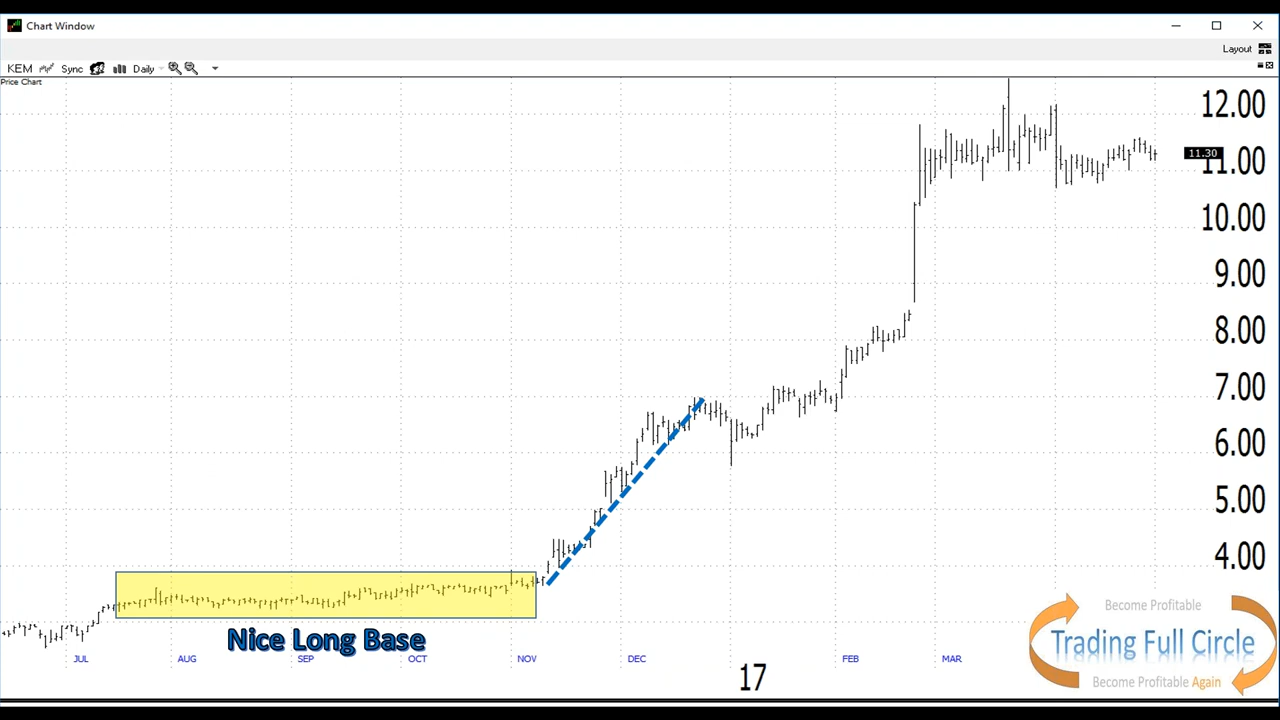 Chart Window
Layout
KEM Sync Daily
Price Chart
12.00
11.30
11.00
10.00
9.00
8.00
7.00
6.00
5.00
4.00
Nice Long Base
JUL AUG SEP OCT NOV DEC 17 FEB MAR
Become Profitable
Trading Full Circle
Become Profitable Again